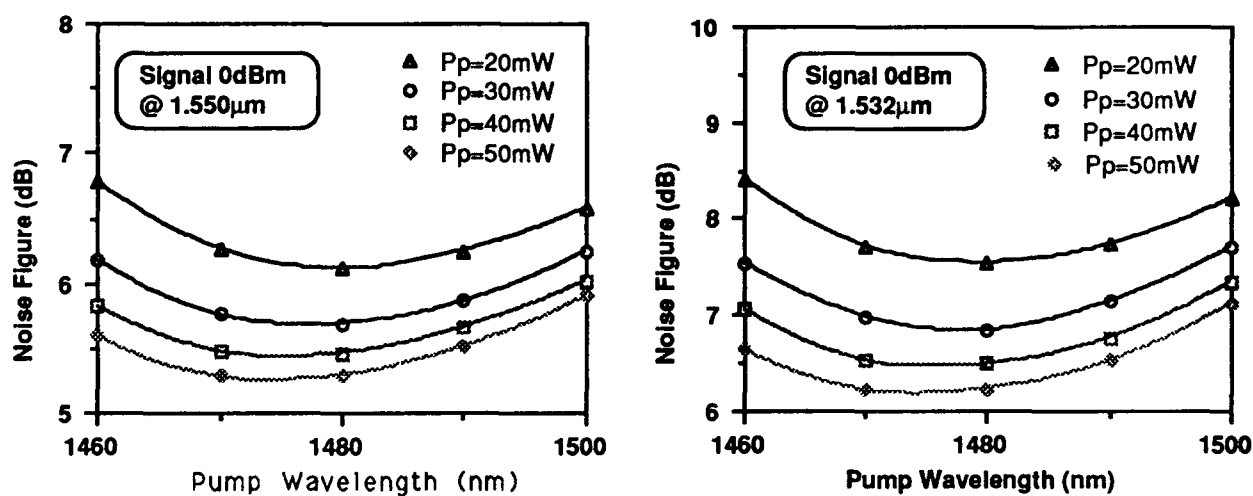 8
7
6
5
Noise Figure (dB)
Signal 0dBm
@ 1.550µm
Pp=20mW
Pp=30mW
Pp=40mW
Pp=50mW
1460
1480
1500
Pump Wavelength (nm)
10
9
8
7
6
Noise Figure (dB)
Signal 0dBm
@ 1.532µm
Pp=20mW
Pp=30mW
Pp=40mW
Pp=50mW
1460
1480
1500
Pump Wavelength (nm)